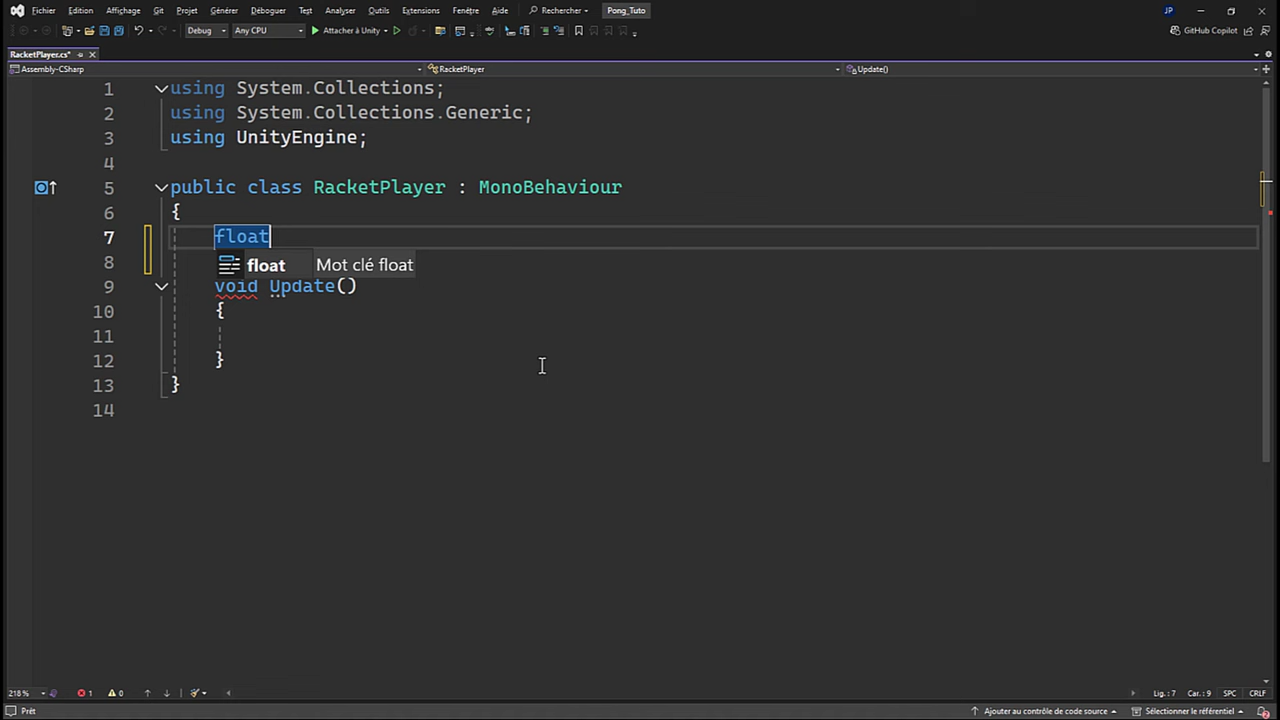 Fichier Edition Affichage Git Projet Générer Déboguer Test Analyser Outils Extensions Fenêtre Aide Rechercher Pong_Tuto JP
Debug Any CPU Attacher à Unity GitHub Copilot
RacketPlayer.cs*
Assembly-CSharp RacketPlayer Update()
1 using System.Collections;
2 using System.Collections.Generic;
3 using UnityEngine;
4
5 public class RacketPlayer : MonoBehaviour
6 {
7 float
8 float Mot clé float
9 void Update()
10 {
11
12 }
13 }
14
218 % 1 0 Lig. : 7 Car. : 9 SPC CRLF
Prêt Ajouter au contrôle de code source Sélectionner le référentiel 2